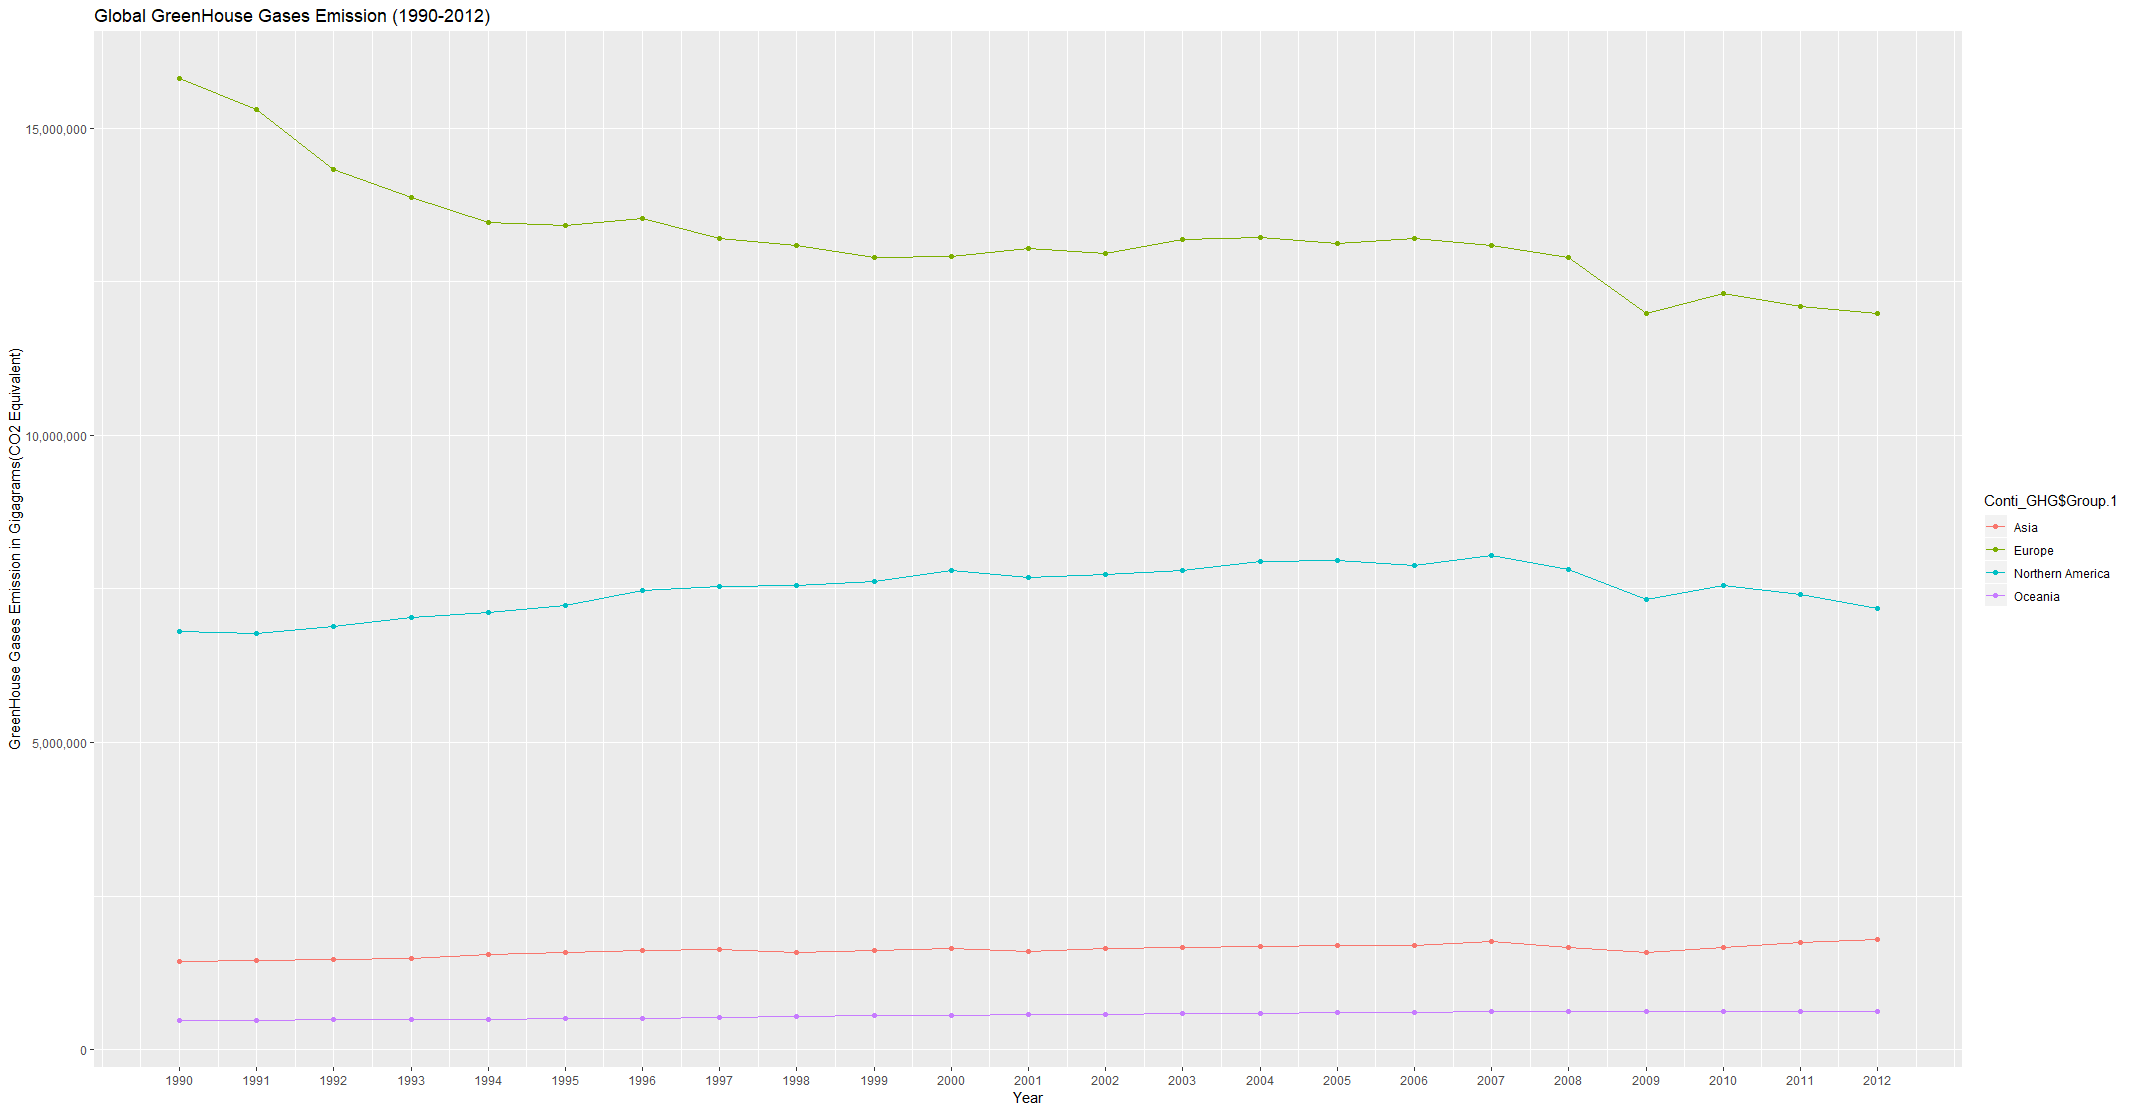 Global GreenHouse Gases Emission (1990-2012)
GreenHouse Gases Emission in Gigagrams(CO2 Equivalent)
15,000,000
10,000,000
5,000,000
0
1990 1991 1992 1993 1994 1995 1996 1997 1998 1999 2000 2001 2002 2003 2004 2005 2006 2007 2008 2009 2010 2011 2012
Year
Conti_GHG$Group.1
Asia
Europe
Northern America
Oceania